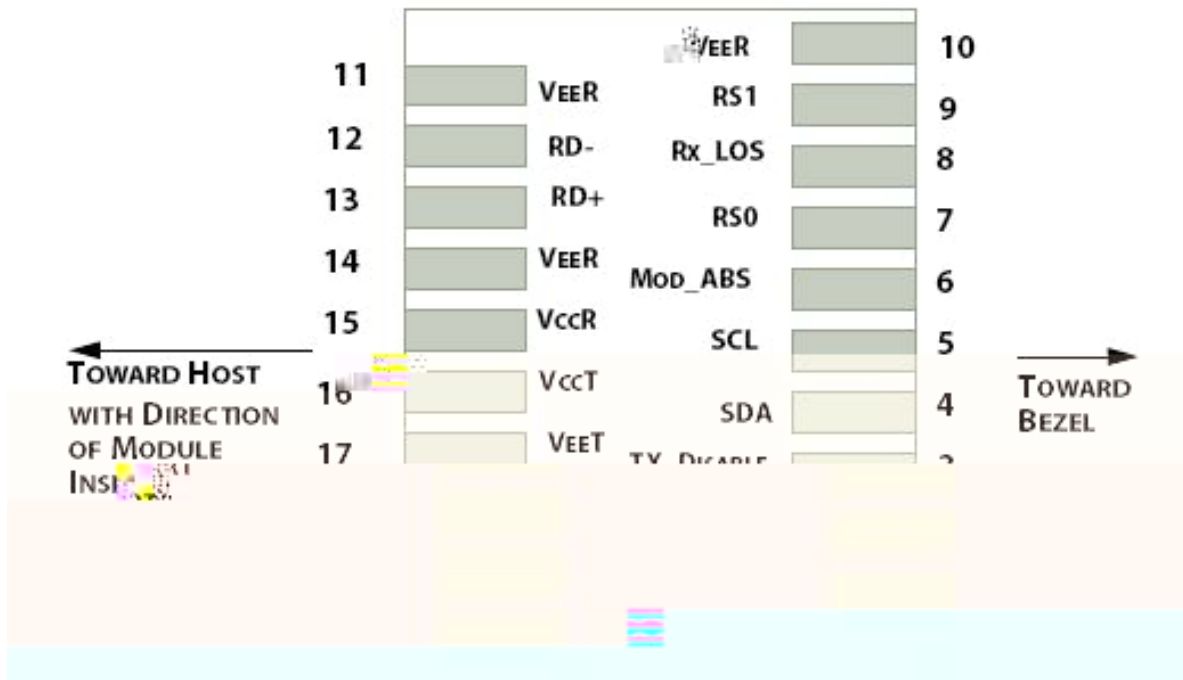 VEER 10
11 VEER
RS1 9
12 RD-
Rx_LOS 8
13 RD+
RS0 7
14 VEER
Mod_ABS 6
15 VccR
SCL 5
TOWARD HOST
WITH DIRECTION
OF MODULE
16 VccT
SDA 4
TOWARD
BEZEL
17 VEET